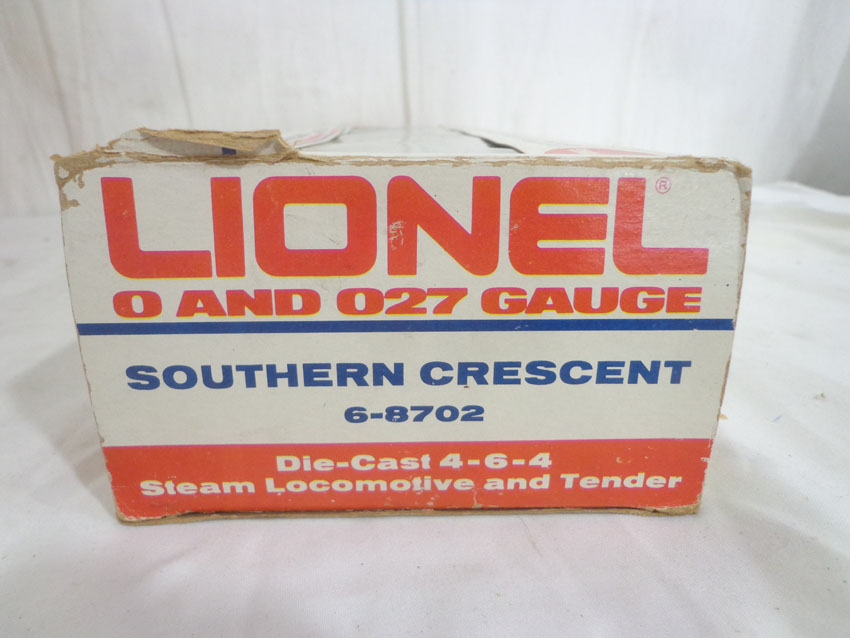 LIONEL®
O AND O27 GAUGE
SOUTHERN CRESCENT
6-8702
Die-Cast 4-6-4
Steam Locomotive and Tender